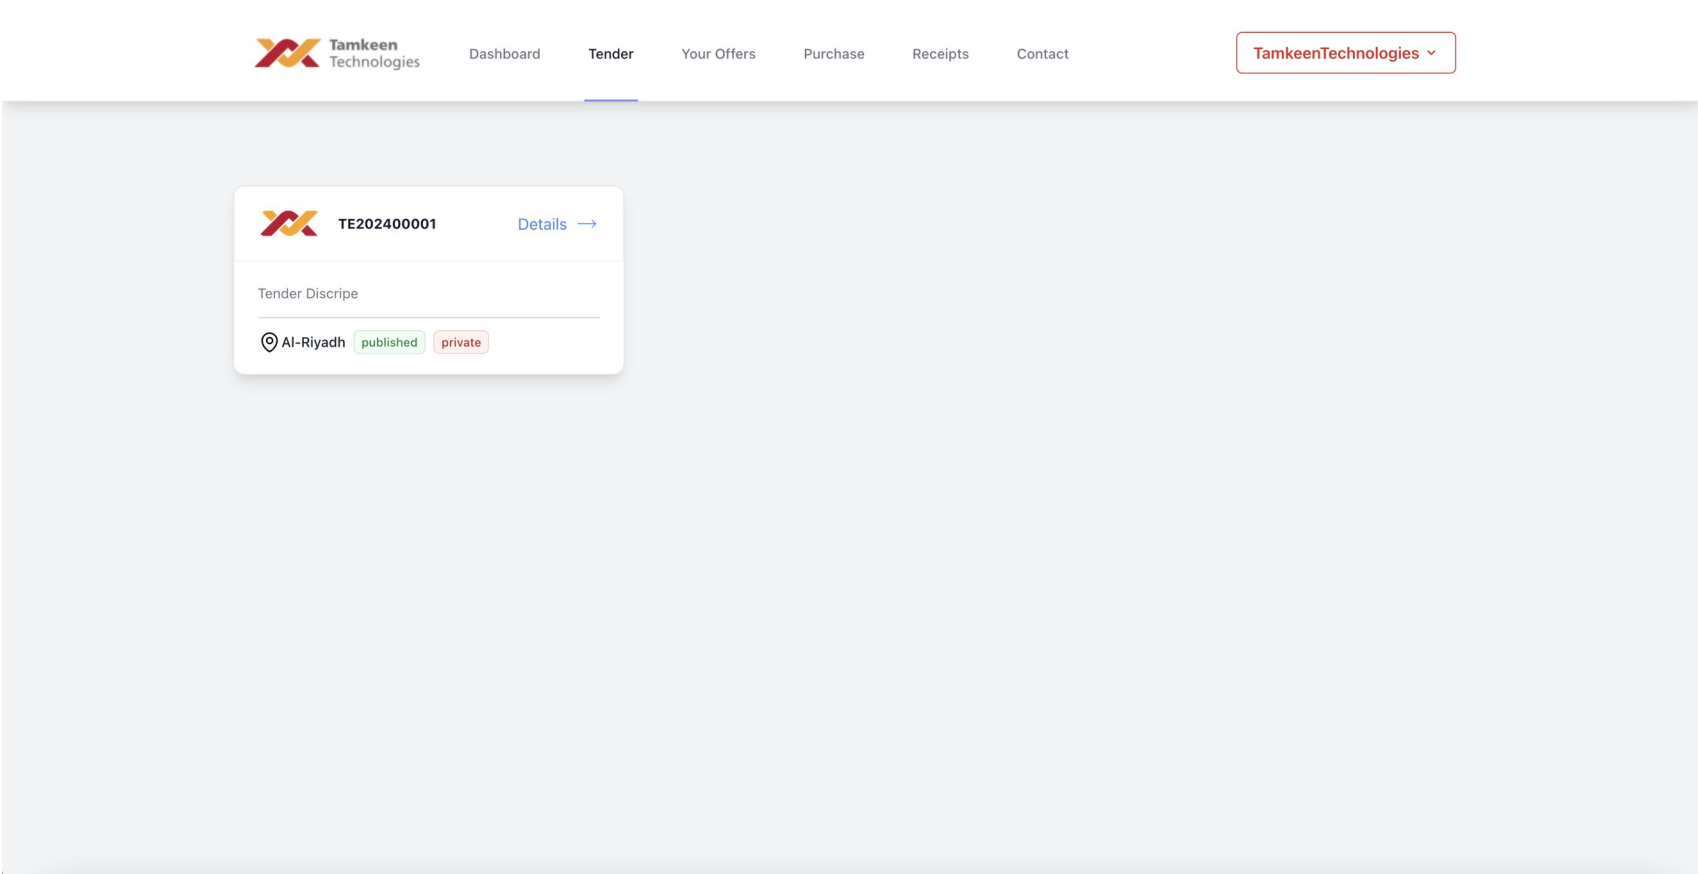 Tamkeen
Technologies
Dashboard Tender Your Offers Purchase Receipts Contact TamkeenTechnologies
TE202400001 Details
Tender Discripe
Al-Riyadh published private